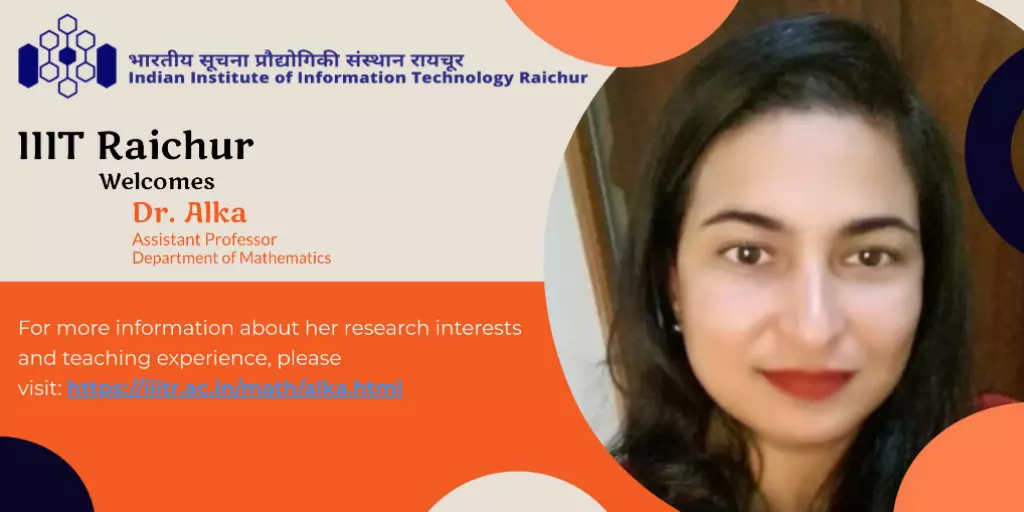 भारतीय सूचना प्रौद्योगिकी संस्थान रायचूर
Indian Institute of Information Technology Raichur
IIIT Raichur
Welcomes
Dr. Alka
Assistant Professor
Department of Mathematics
For more information about her research interests
and teaching experience, please
visit: https://iiitr.ac.in/math/alka.html